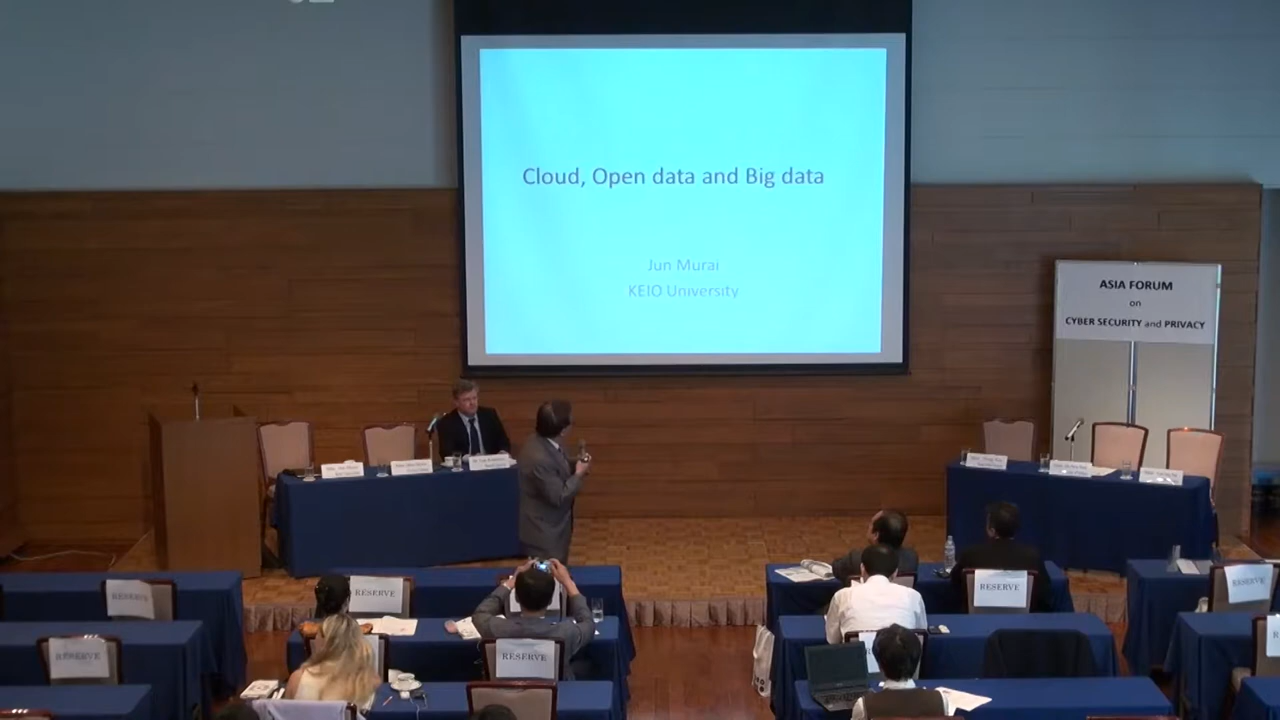 Cloud, Open data and Big data
Jun Murai
KEIO University
ASIA FORUM
on
CYBER SECURITY and PRIVACY
RESERVE
RESERVE
RESERVE
RESERVE
RESERVE
RESERVE